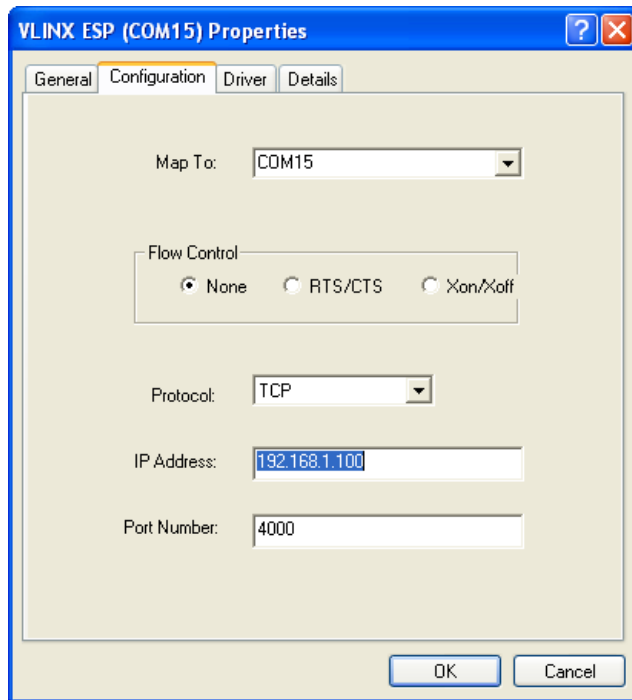 VLINX ESP (COM15) Properties
General Configuration Driver Details
Map To: COM15
Flow Control
None RTS/CTS Xon/Xoff
Protocol: TCP
IP Address: 192.168.1.100
Port Number: 4000
OK Cancel